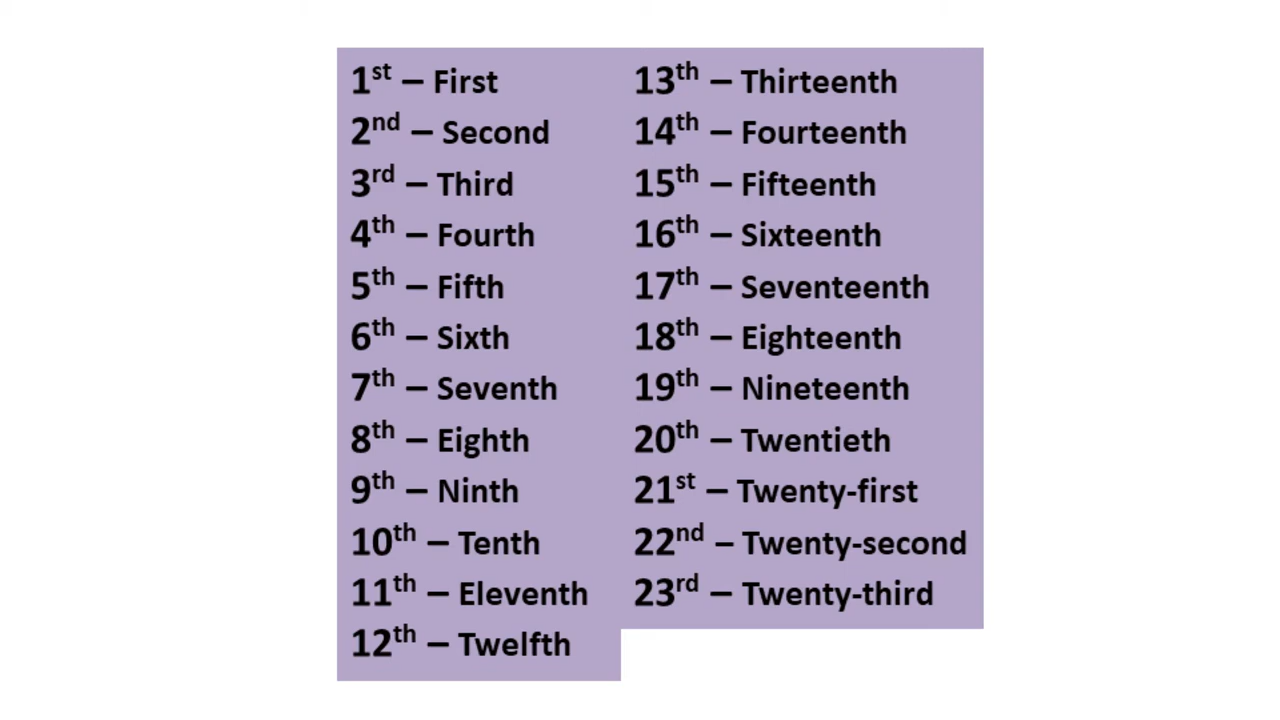 1st – First
2nd – Second
3rd – Third
4th – Fourth
5th – Fifth
6th – Sixth
7th – Seventh
8th – Eighth
9th – Ninth
10th – Tenth
11th – Eleventh
12th – Twelfth
13th – Thirteenth
14th – Fourteenth
15th – Fifteenth
16th – Sixteenth
17th – Seventeenth
18th – Eighteenth
19th – Nineteenth
20th – Twentieth
21st – Twenty-first
22nd – Twenty-second
23rd – Twenty-third